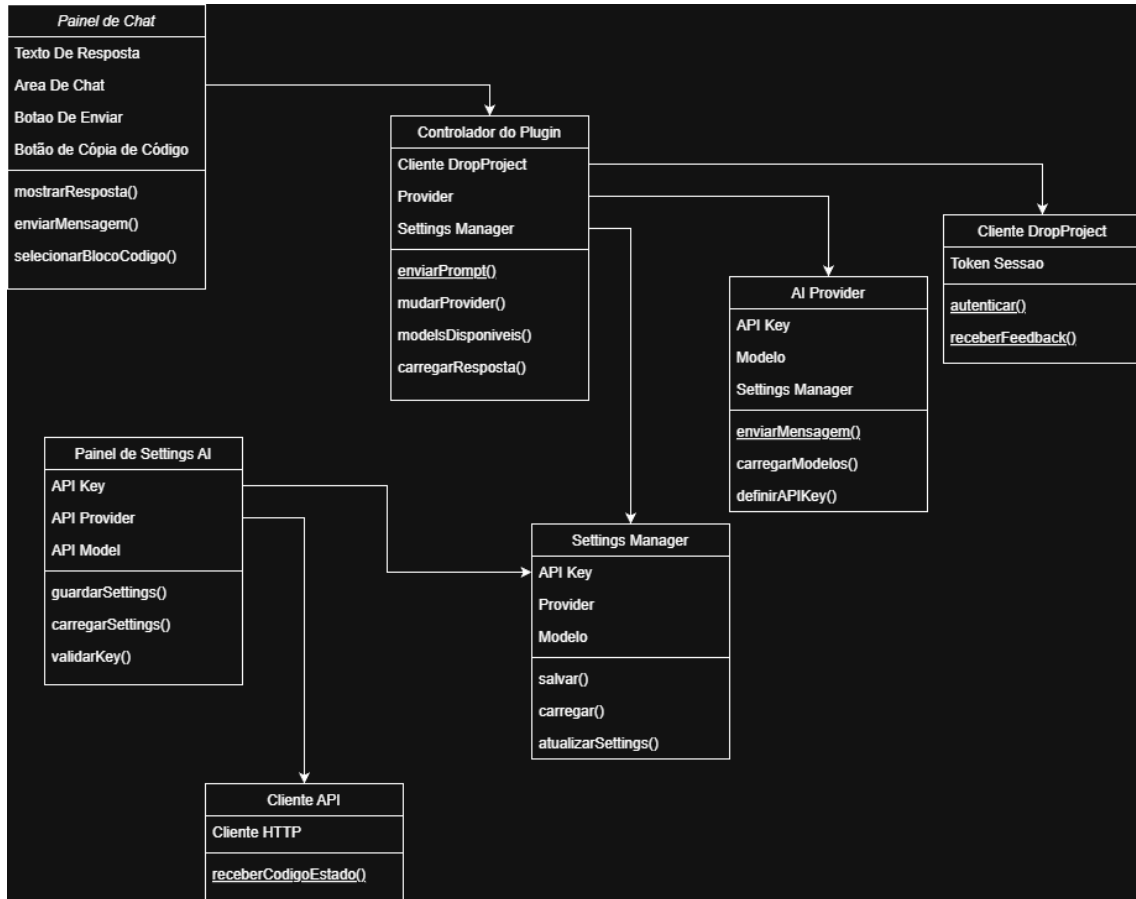 Painel de Chat
Texto De Resposta
Area De Chat
Botao De Enviar
Botão de Cópia de Código
mostrarResposta()
enviarMensagem()
selecionarBlocoCodigo()
Controlador do Plugin
Cliente DropProject
Provider
Settings Manager
enviarPrompt()
mudarProvider()
modelsDisponiveis()
carregarResposta()
Cliente DropProject
Token Sessao
autenticar()
receberFeedback()
AI Provider
API Key
Modelo
Settings Manager
enviarMensagem()
carregarModelos()
definirAPIKey()
Painel de Settings AI
API Key
API Provider
API Model
guardarSettings()
carregarSettings()
validarKey()
Settings Manager
API Key
Provider
Modelo
salvar()
carregar()
atualizarSettings()
Cliente API
Cliente HTTP
receberCodigoEstado()